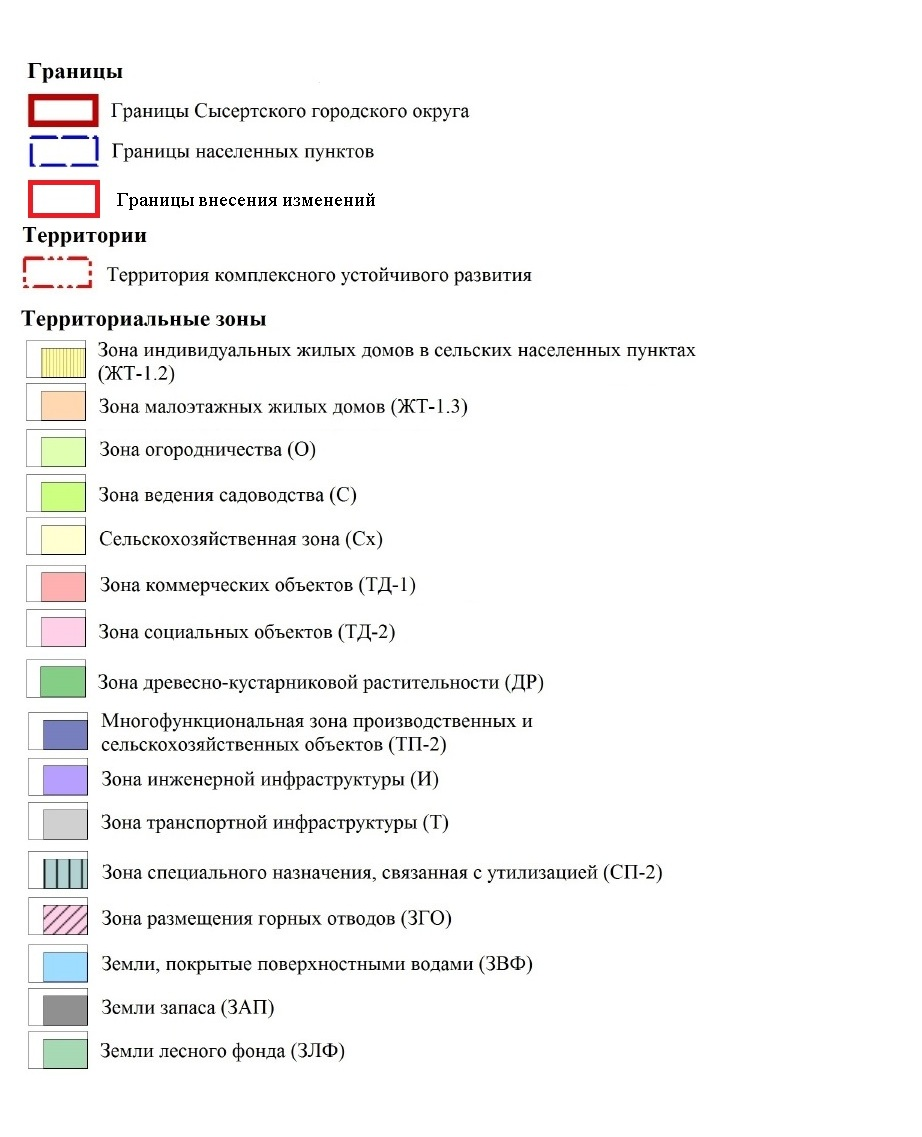 Границы
Границы Сысертского городского округа
Границы населенных пунктов
Границы внесения изменений
Территории
Территория комплексного устойчивого развития
Территориальные зоны
Зона индивидуальных жилых домов в сельских населенных пунктах
(ЖТ-1.2)
Зона малоэтажных жилых домов (ЖТ-1.3)
Зона огородничества (О)
Зона ведения садоводства (С)
Сельскохозяйственная зона (Сх)
Зона коммерческих объектов (ТД-1)
Зона социальных объектов (ТД-2)
Зона древесно-кустарниковой растительности (ДР)
Многофункциональная зона производственных и
сельскохозяйственных объектов (ТП-2)
Зона инженерной инфраструктуры (И)
Зона транспортной инфраструктуры (Т)
Зона специального назначения, связанная с утилизацией (СП-2)
Зона размещения горных отводов (ЗГО)
Земли, покрытые поверхностными водами (ЗВФ)
Земли запаса (ЗАП)
Земли лесного фонда (ЗЛФ)